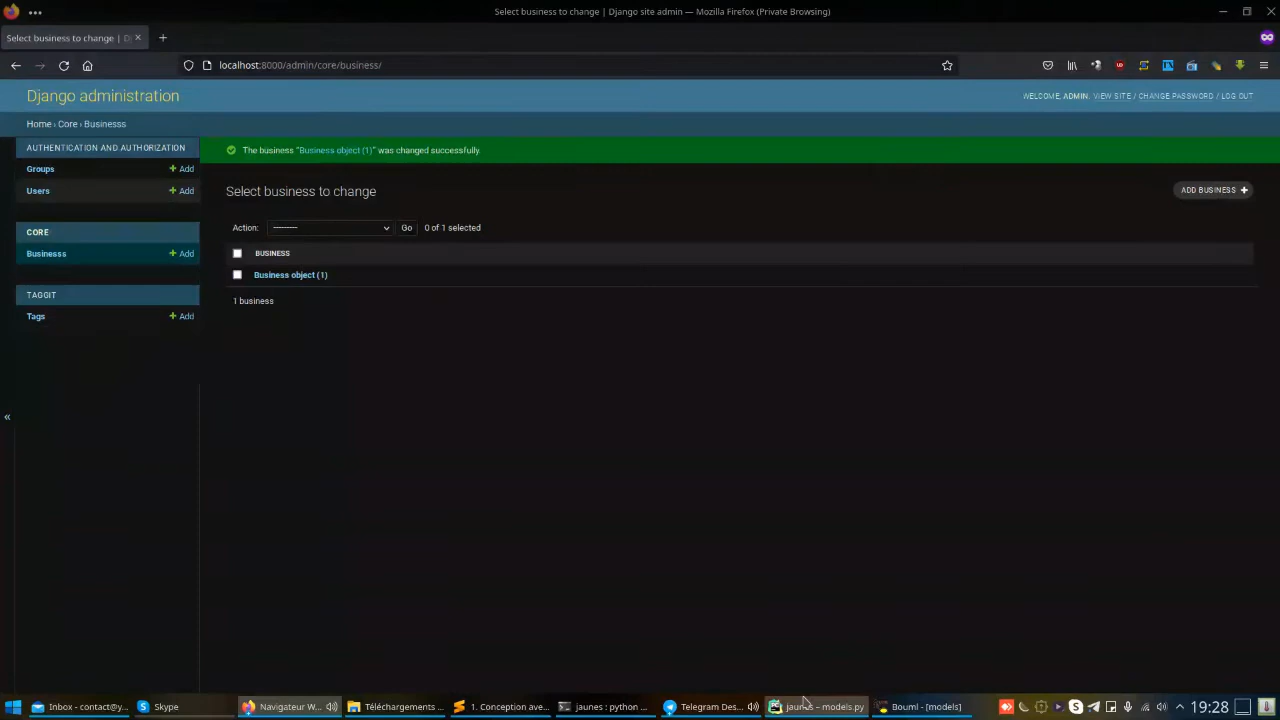 Select business to change | Django site admin — Mozilla Firefox (Private Browsing)
Select business to change | D
localhost:8000/admin/core/business/
Django administration
WELCOME, ADMIN. VIEW SITE / CHANGE PASSWORD / LOG OUT
Home › Core › Businesss
AUTHENTICATION AND AUTHORIZATION
Groups + Add
Users + Add
CORE
Businesss + Add
TAGGIT
Tags + Add
«
The business “Business object (1)” was changed successfully.
Select business to change
ADD BUSINESS +
Action: --------- Go 0 of 1 selected
BUSINESS
Business object (1)
1 business
Inbox - contact@y... Skype Navigateur W... Téléchargements ... 1. Conception ave... jaunes : python ... Telegram Des... jaunes – models.py Bouml - [models] 19:28